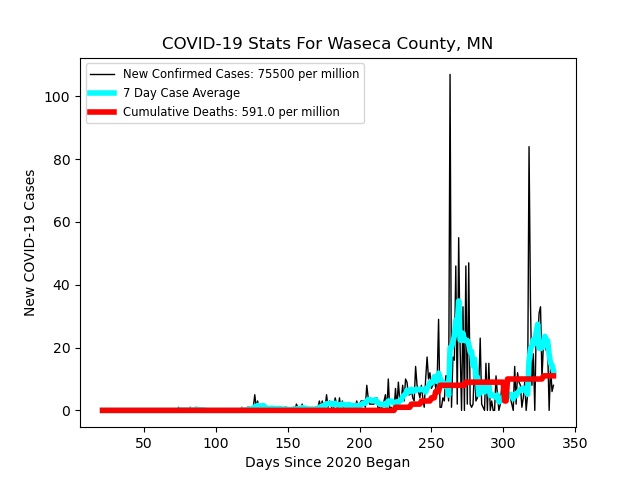 COVID-19 Stats For Waseca County, MN
New Confirmed Cases: 75500 per million
7 Day Case Average
Cumulative Deaths: 591.0 per million
New COVID-19 Cases
100
80
60
40
20
0
50 100 150 200 250 300 350
Days Since 2020 Began